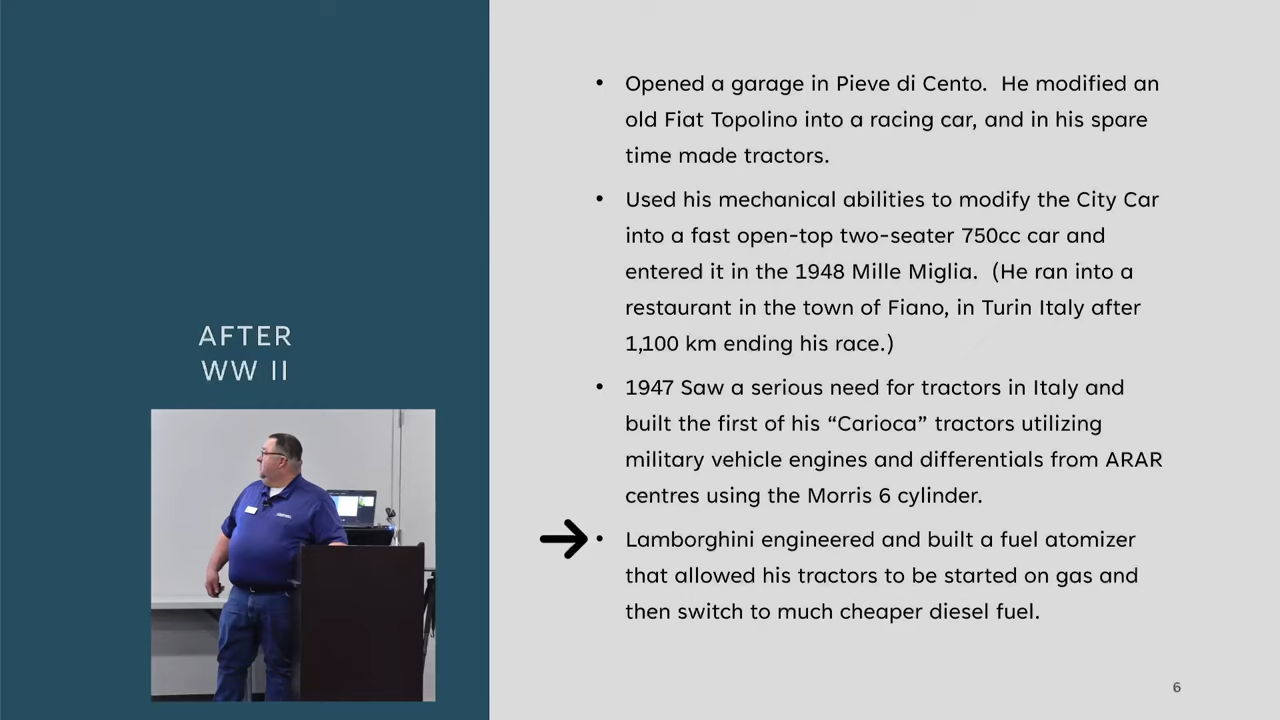 AFTER
WW II
• Opened a garage in Pieve di Cento.  He modified an
old Fiat Topolino into a racing car, and in his spare
time made tractors.
• Used his mechanical abilities to modify the City Car
into a fast open-top two-seater 750cc car and
entered it in the 1948 Mille Miglia.  (He ran into a
restaurant in the town of Fiano, in Turin Italy after
1,100 km ending his race.)
• 1947 Saw a serious need for tractors in Italy and
built the first of his “Carioca” tractors utilizing
military vehicle engines and differentials from ARAR
centres using the Morris 6 cylinder.
• Lamborghini engineered and built a fuel atomizer
that allowed his tractors to be started on gas and
then switch to much cheaper diesel fuel.
6